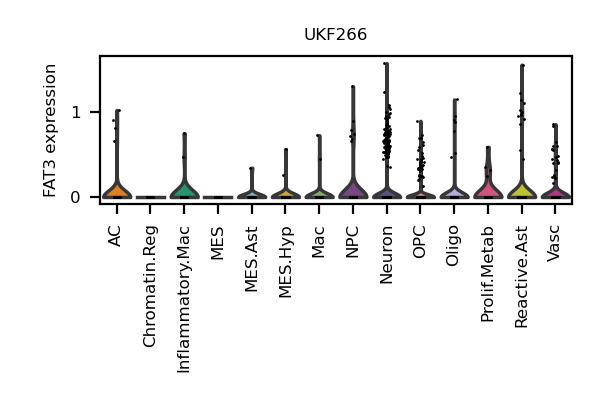 UKF266
FAT3 expression
1
0
AC
Chromatin.Reg
Inflammatory.Mac
MES
MES.Ast
MES.Hyp
Mac
NPC
Neuron
OPC
Oligo
Prolif.Metab
Reactive.Ast
Vasc